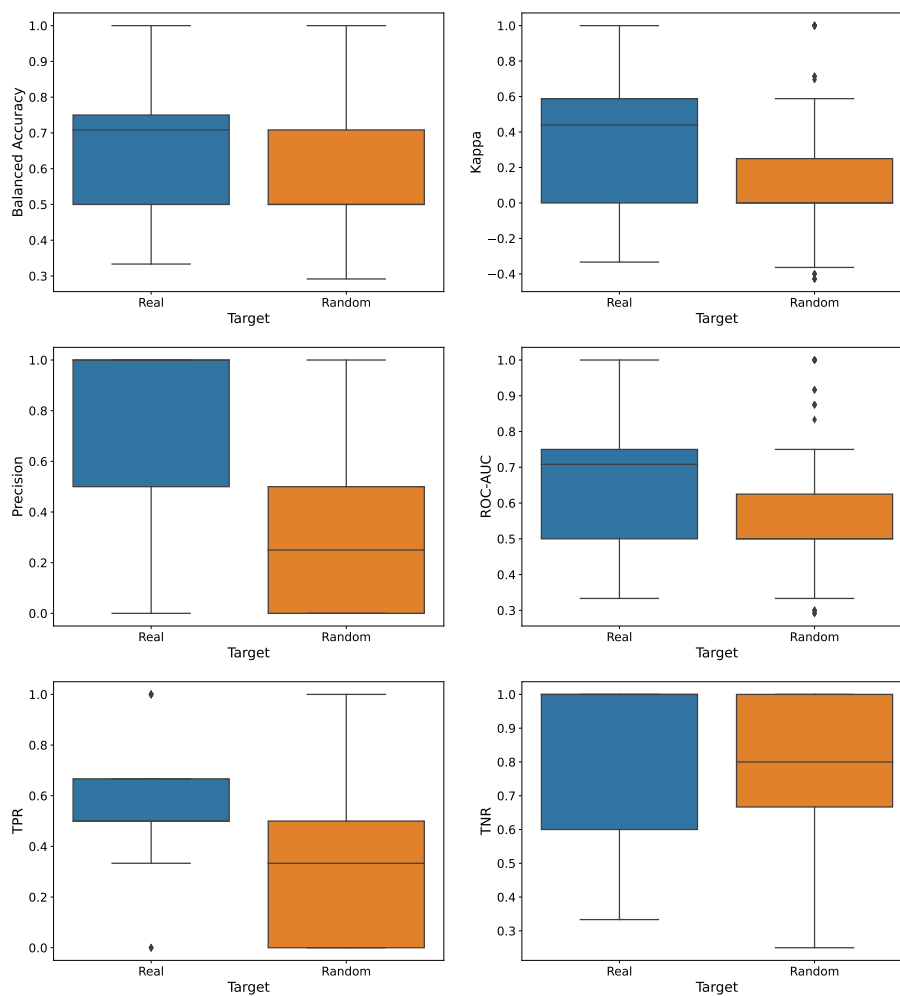 Balanced Accuracy
1.0
0.9
0.8
0.7
0.6
0.5
0.4
0.3
Real
Random
Target
Kappa
1.0
0.8
0.6
0.4
0.2
0.0
−0.2
−0.4
Real
Random
Target
Precision
1.0
0.8
0.6
0.4
0.2
0.0
Real
Random
Target
ROC-AUC
1.0
0.9
0.8
0.7
0.6
0.5
0.4
0.3
Real
Random
Target
TPR
1.0
0.8
0.6
0.4
0.2
0.0
Real
Random
Target
TNR
1.0
0.9
0.8
0.7
0.6
0.5
0.4
0.3
Real
Random
Target